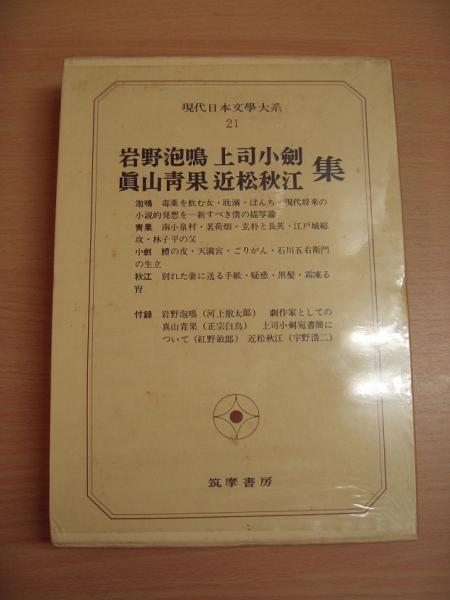 現代日本文學大系
21
岩野泡鳴 上司小劍
眞山靑果 近松秋江 集
泡鳴 毒薬を飲む女・耽溺・ぼんち・現代将来の
小説的発想を一新すべき僕の描写論
青果 南小泉村・茗荷畑・玄朴と長英・江戸城総
攻・林子平の父
小劍 鱧の皮・天満宮・ごりがん・石川五右衛門
の生立
秋江 別れた妻に送る手紙・疑惑・黒髪・霜凍る
宵
付録 岩野泡鳴（河上徹太郎） 劇作家としての
真山青果（正宗白鳥） 上司小剣宛書簡に
ついて（紅野敏郎） 近松秋江（宇野浩二）
筑摩書房